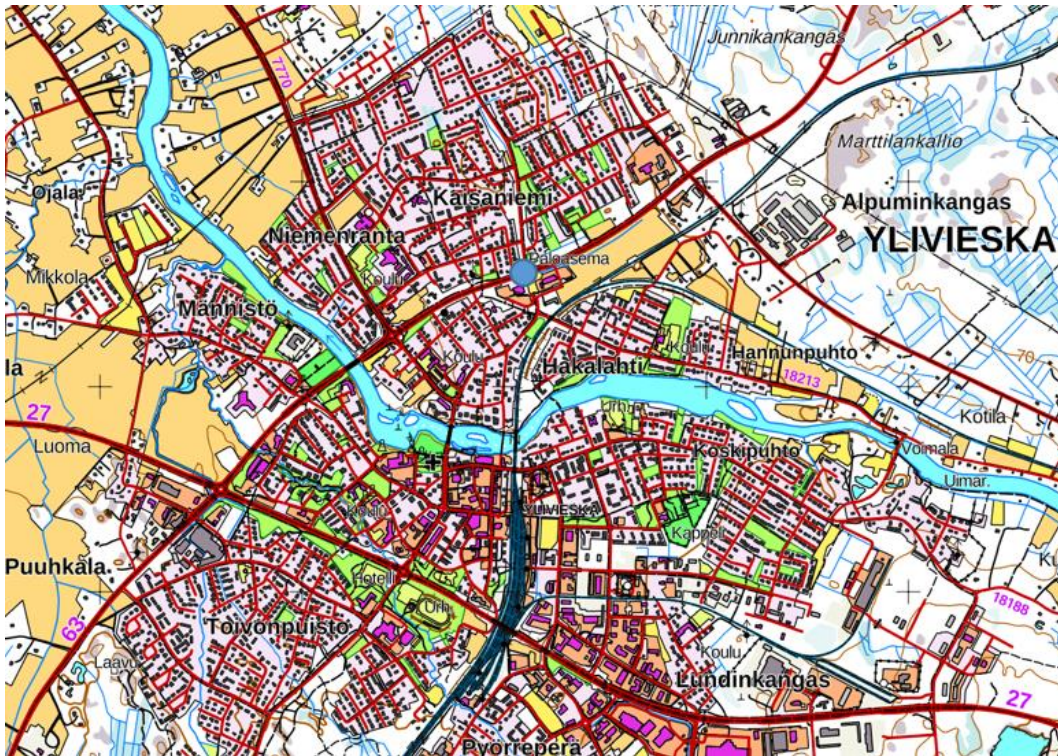 Junnikankangas
7770
Marttilankallio
Ojala
Kaisaniemi
Alpuminkangas
Niemenranta
YLIVIESKA
Paloasema
Mikkola
Koulu
Männistö
Koulu
Koulu
Hakalahti
Hannunpuhto
la
18213
70
27
Urh.
Luoma
Koskipuhto
Voimala
Kotila
Uimar.
Koulu
YLIVIESKA
Kappeli
Puuhkala
Hotelli
Urh.
18188
63
Toivonpuisto
Laavu
Koulu
Lundinkangas
27
Pyörreperä